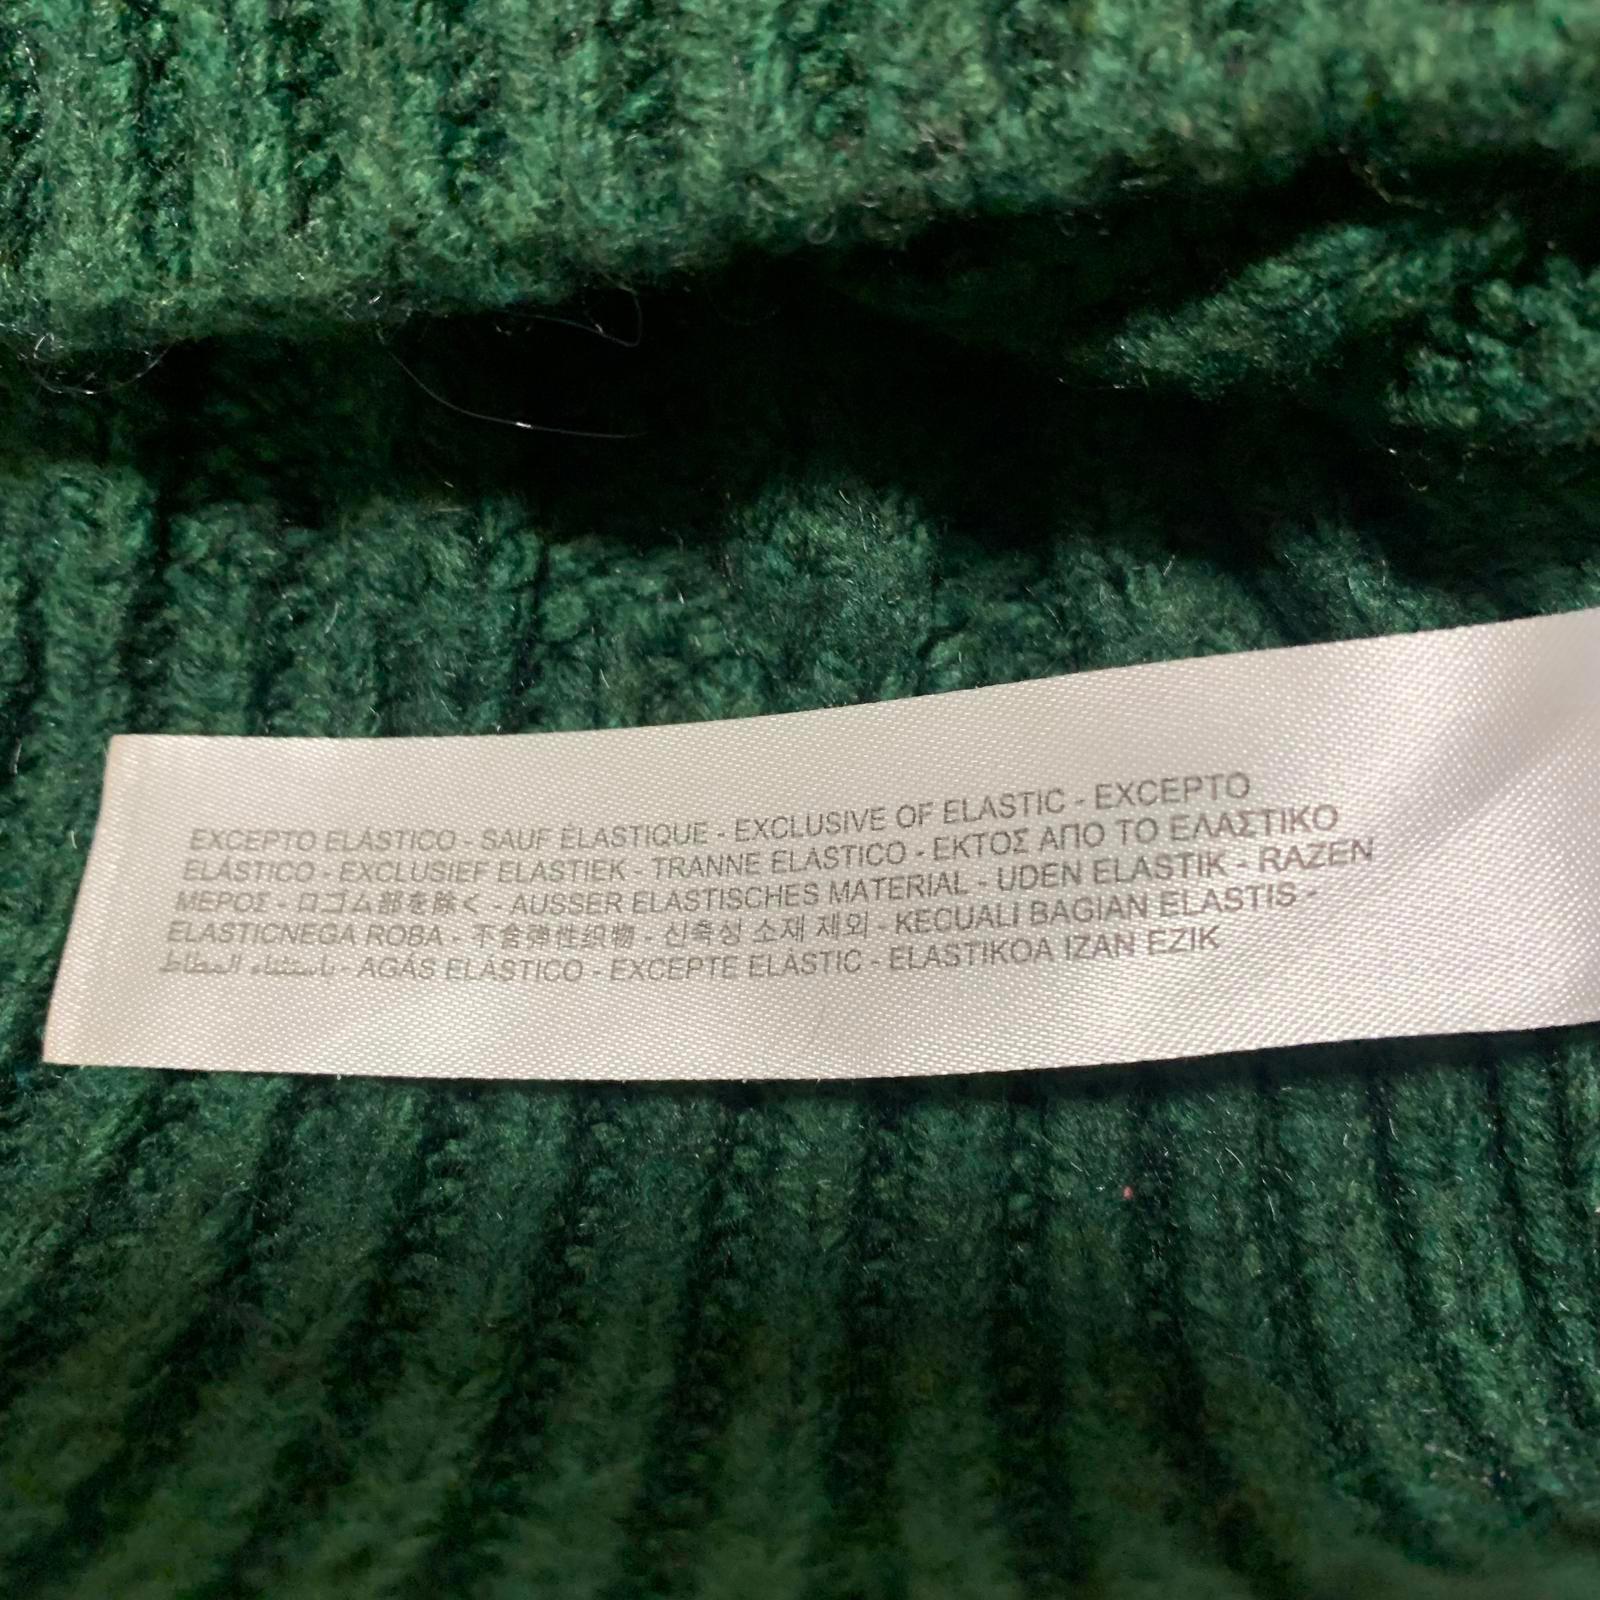 EXCEPTO ELÁSTICO - SAUF ÉLASTIQUE - EXCLUSIVE OF ELASTIC - EXCEPTO
ELÁSTICO - EXCLUSIEF ELASTIEK - TRANNE ELASTICO - ΕΚΤΟΣ ΑΠΟ ΤΟ ΕΛΑΣΤΙΚΟ
ΜΕΡΟΣ - ロゴム部を除く - AUSSER ELASTISCHES MATERIAL - UDEN ELASTIK - RAZEN
ELASTICNEGA ROBA - 不含弹性织物 - 신축성 소재 제외 - KECUALI BAGIAN ELASTIS -
باستثناء المطاط - AGÁS ELÁSTICO - EXCEPTE ELÀSTIC - ELASTIKOA IZAN EZIK